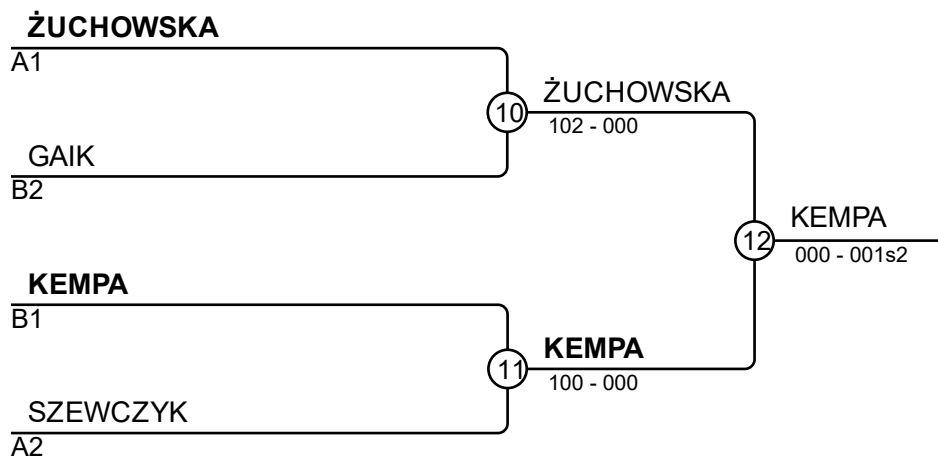 ŻUCHOWSKA
A1
10
ŻUCHOWSKA
102 - 000
GAIK
B2
12
KEMPA
000 - 001s2
KEMPA
B1
11
KEMPA
100 - 000
SZEWCZYK
A2